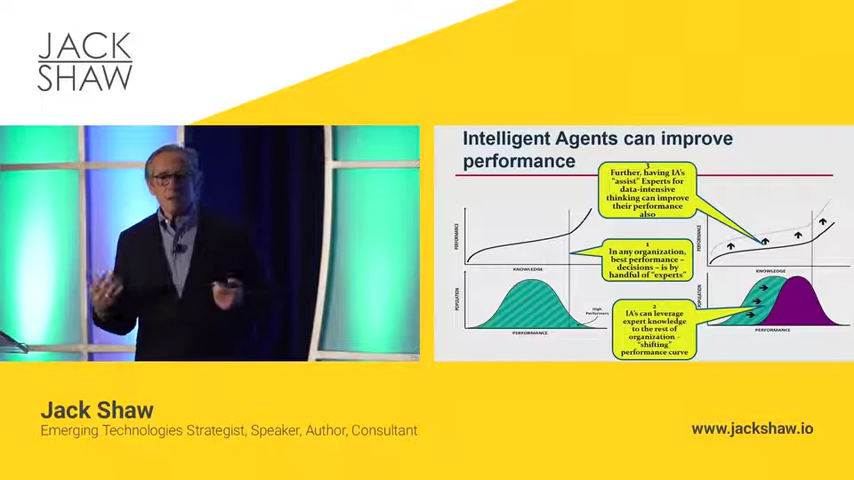 JACK
SHAW
Intelligent Agents can improve
performance
3
Further, having IA's
"assist" Experts for
data-intensive
thinking can improve
their performance
also
PERFORMANCE
KNOWLEDGE
1
In any organization,
best performance –
decisions – is by
handful of "experts"
PERFORMANCE
KNOWLEDGE
POPULATION
High
Performers
PERFORMANCE
2
IA's can leverage
expert knowledge
to the rest of
organization –
"shifting"
performance curve
POPULATION
PERFORMANCE
Jack Shaw
Emerging Technologies Strategist, Speaker, Author, Consultant
www.jackshaw.io